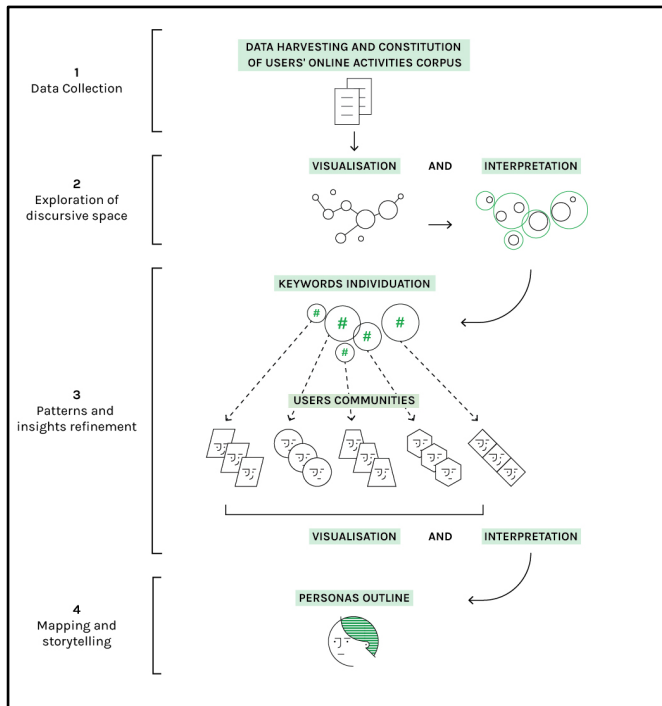 DATA HARVESTING AND CONSTITUTION
OF USERS' ONLINE ACTIVITIES CORPUS
1
Data Collection
VISUALISATION AND INTERPRETATION
2
Exploration of
discursive space
KEYWORDS INDIVIDUATION
# # # # #
USERS COMMUNITIES
3
Patterns and
insights refinement
VISUALISATION AND INTERPRETATION
PERSONAS OUTLINE
4
Mapping and
storytelling